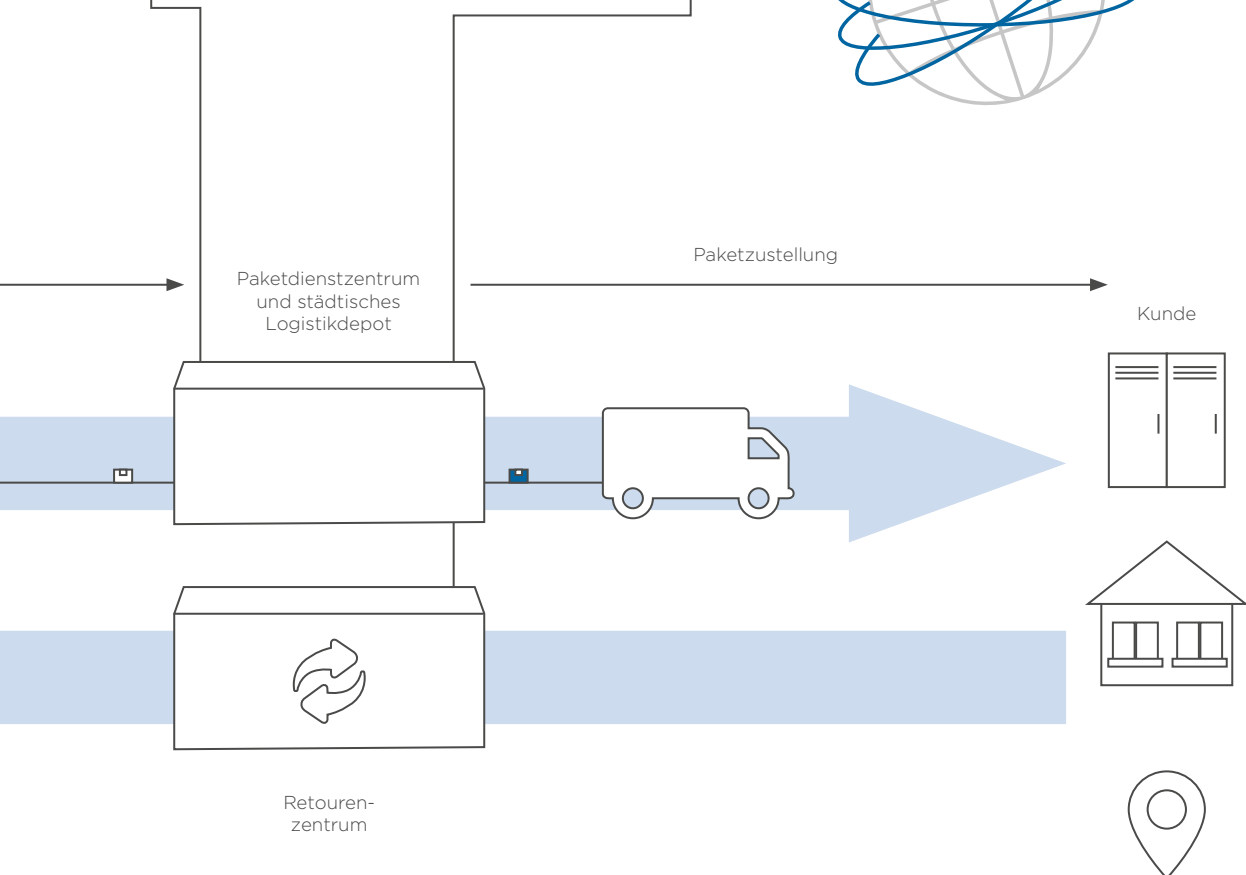 Paketzustellung
Paketdienstzentrum
und städtisches
Logistikdepot
Kunde
Retouren-
zentrum